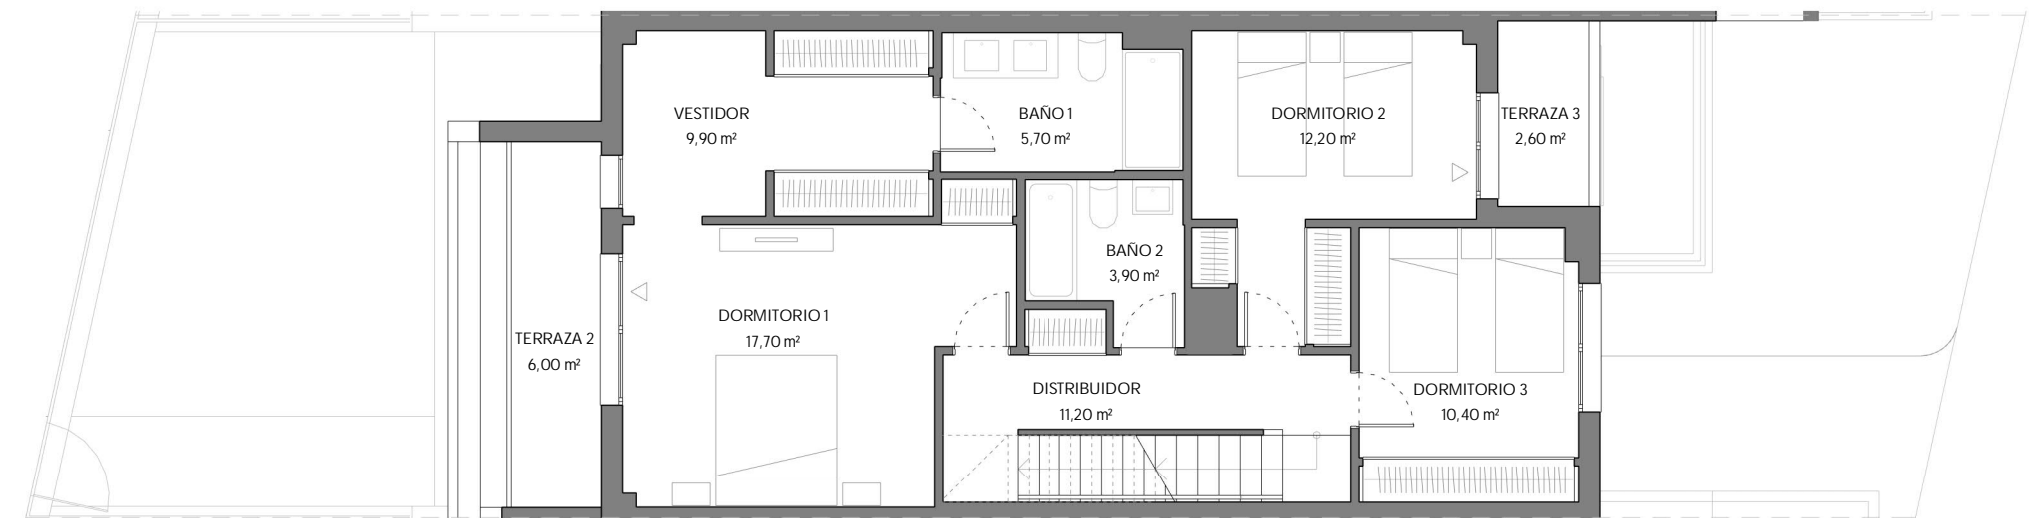 VESTIDOR
9,90 m²
BAÑO 1
5,70 m²
DORMITORIO 2
12,20 m²
TERRAZA 3
2,60 m²
BAÑO 2
3,90 m²
DORMITORIO 1
17,70 m²
TERRAZA 2
6,00 m²
DISTRIBUIDOR
11,20 m²
DORMITORIO 3
10,40 m²